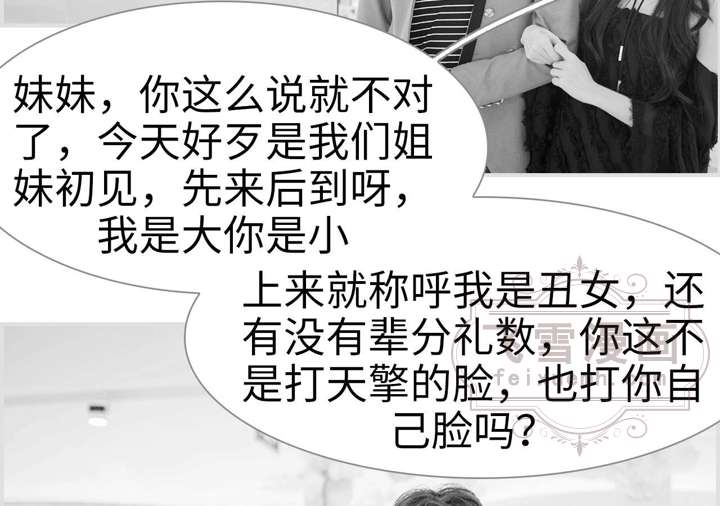 妹妹，你这么说就不对
了，今天好歹是我们姐
妹初见，先来后到呀，
我是大你是小
上来就称呼我是丑女，还
有没有辈分礼数，你这不
是打天擎的脸，也打你自
己脸吗？
飞雪漫画